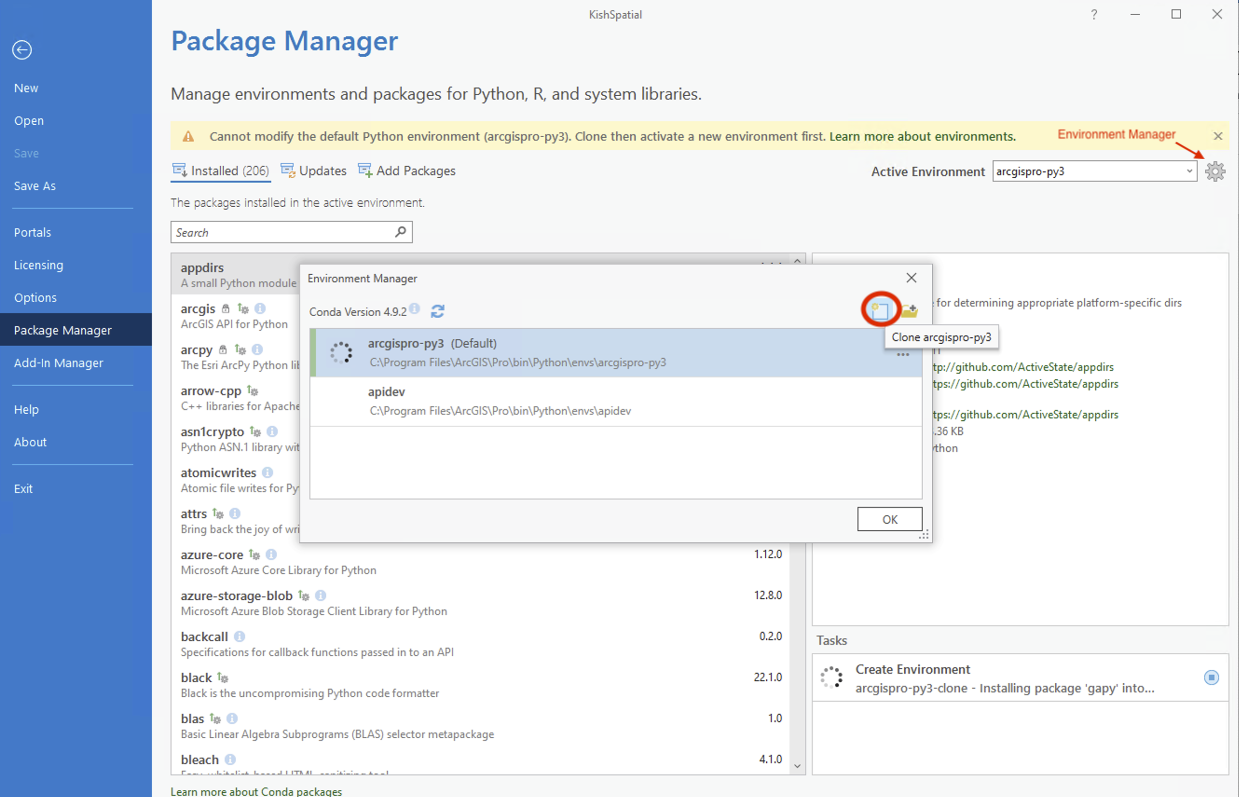 KishSpatial
?
Package Manager
Manage environments and packages for Python, R, and system libraries.
Cannot modify the default Python environment (arcgispro-py3). Clone then activate a new environment first. Learn more about environments.
Environment Manager
New
Open
Save
Save As
Portals
Licensing
Options
Package Manager
Add-In Manager
Help
About
Exit
Installed (206)
Updates
Add Packages
Active Environment
arcgispro-py3
The packages installed in the active environment.
Search
appdirs
A small Python module
arcgis
ArcGIS API for Python
arcpy
The Esri ArcPy Python
arrow-cpp
C++ libraries for Apache
asn1crypto
Python ASN.1 library
atomicwrites
Atomic file writes for
attrs
Bring back the joy of
azure-core
1.12.0
Microsoft Azure Core Library for Python
azure-storage-blob
12.8.0
Microsoft Azure Blob Storage Client Library for Python
backcall
0.2.0
Specifications for callback functions passed in to an API
black
22.1.0
Black is the uncompromising Python code formatter
blas
1.0
Basic Linear Algebra Subprograms (BLAS) selector metapackage
bleach
4.1.0
Learn more about Conda packages
Environment Manager
Conda Version 4.9.2
Clone arcgispro-py3
arcgispro-py3 (Default)
C:\Program Files\ArcGIS\Pro\bin\Python\envs\arcgispro-py3
apidev
C:\Program Files\ArcGIS\Pro\bin\Python\envs\apidev
OK
for determining appropriate platform-specific dirs
tp://github.com/ActiveState/appdirs
tps://github.com/ActiveState/appdirs
tps://github.com/ActiveState/appdirs
.36 KB
thon
Tasks
Create Environment
arcgispro-py3-clone - Installing package 'gapy' into...